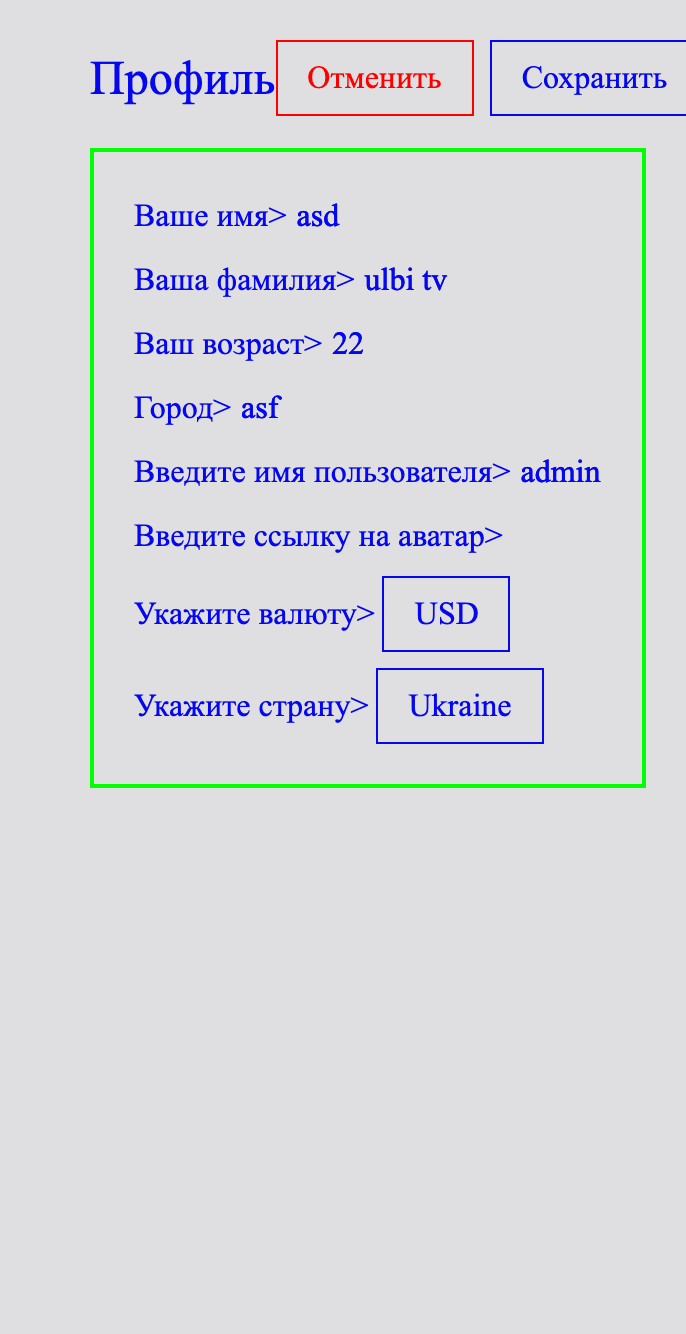 Профиль Отменить Сохранить
Ваше имя> asd
Ваша фамилия> ulbi tv
Ваш возраст> 22
Город> asf
Введите имя пользователя> admin
Введите ссылку на аватар>
Укажите валюту> USD
Укажите страну> Ukraine